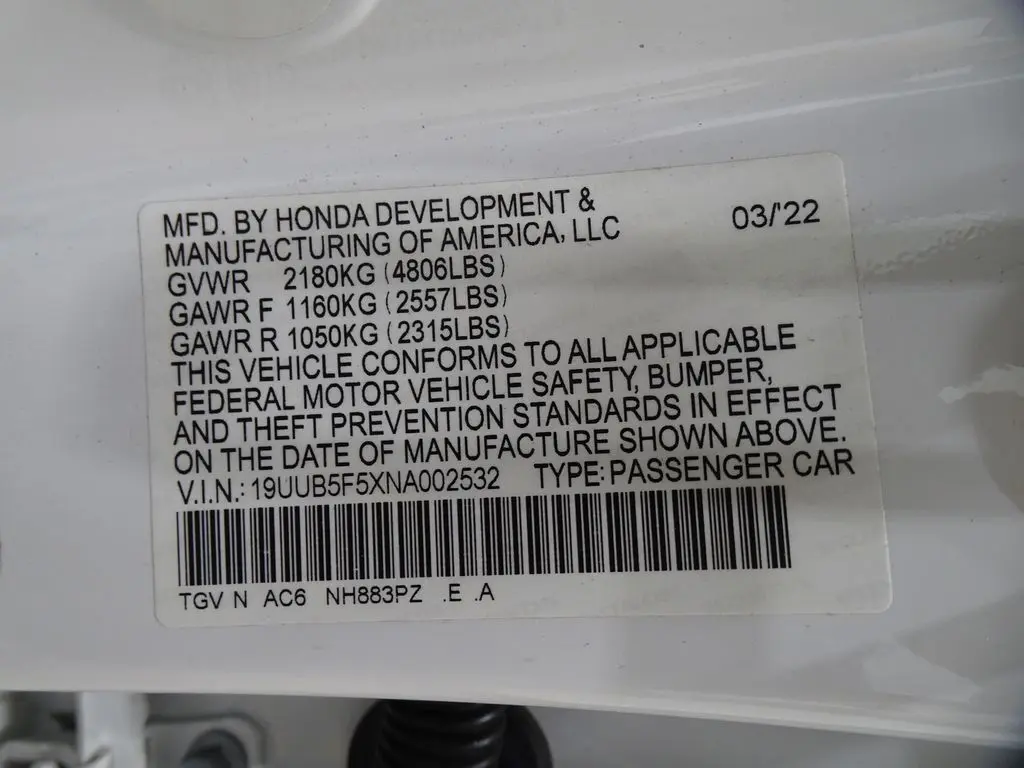 MFD. BY HONDA DEVELOPMENT &
MANUFACTURING OF AMERICA, LLC 03/'22
GVWR 2180KG (4806LBS)
GAWR F 1160KG (2557LBS)
GAWR R 1050KG (2315LBS)
THIS VEHICLE CONFORMS TO ALL APPLICABLE
FEDERAL MOTOR VEHICLE SAFETY, BUMPER,
AND THEFT PREVENTION STANDARDS IN EFFECT
ON THE DATE OF MANUFACTURE SHOWN ABOVE.
V.I.N.: 19UUB5F5XNA002532 TYPE: PASSENGER CAR
TGV N AC6 NH883PZ .E .A